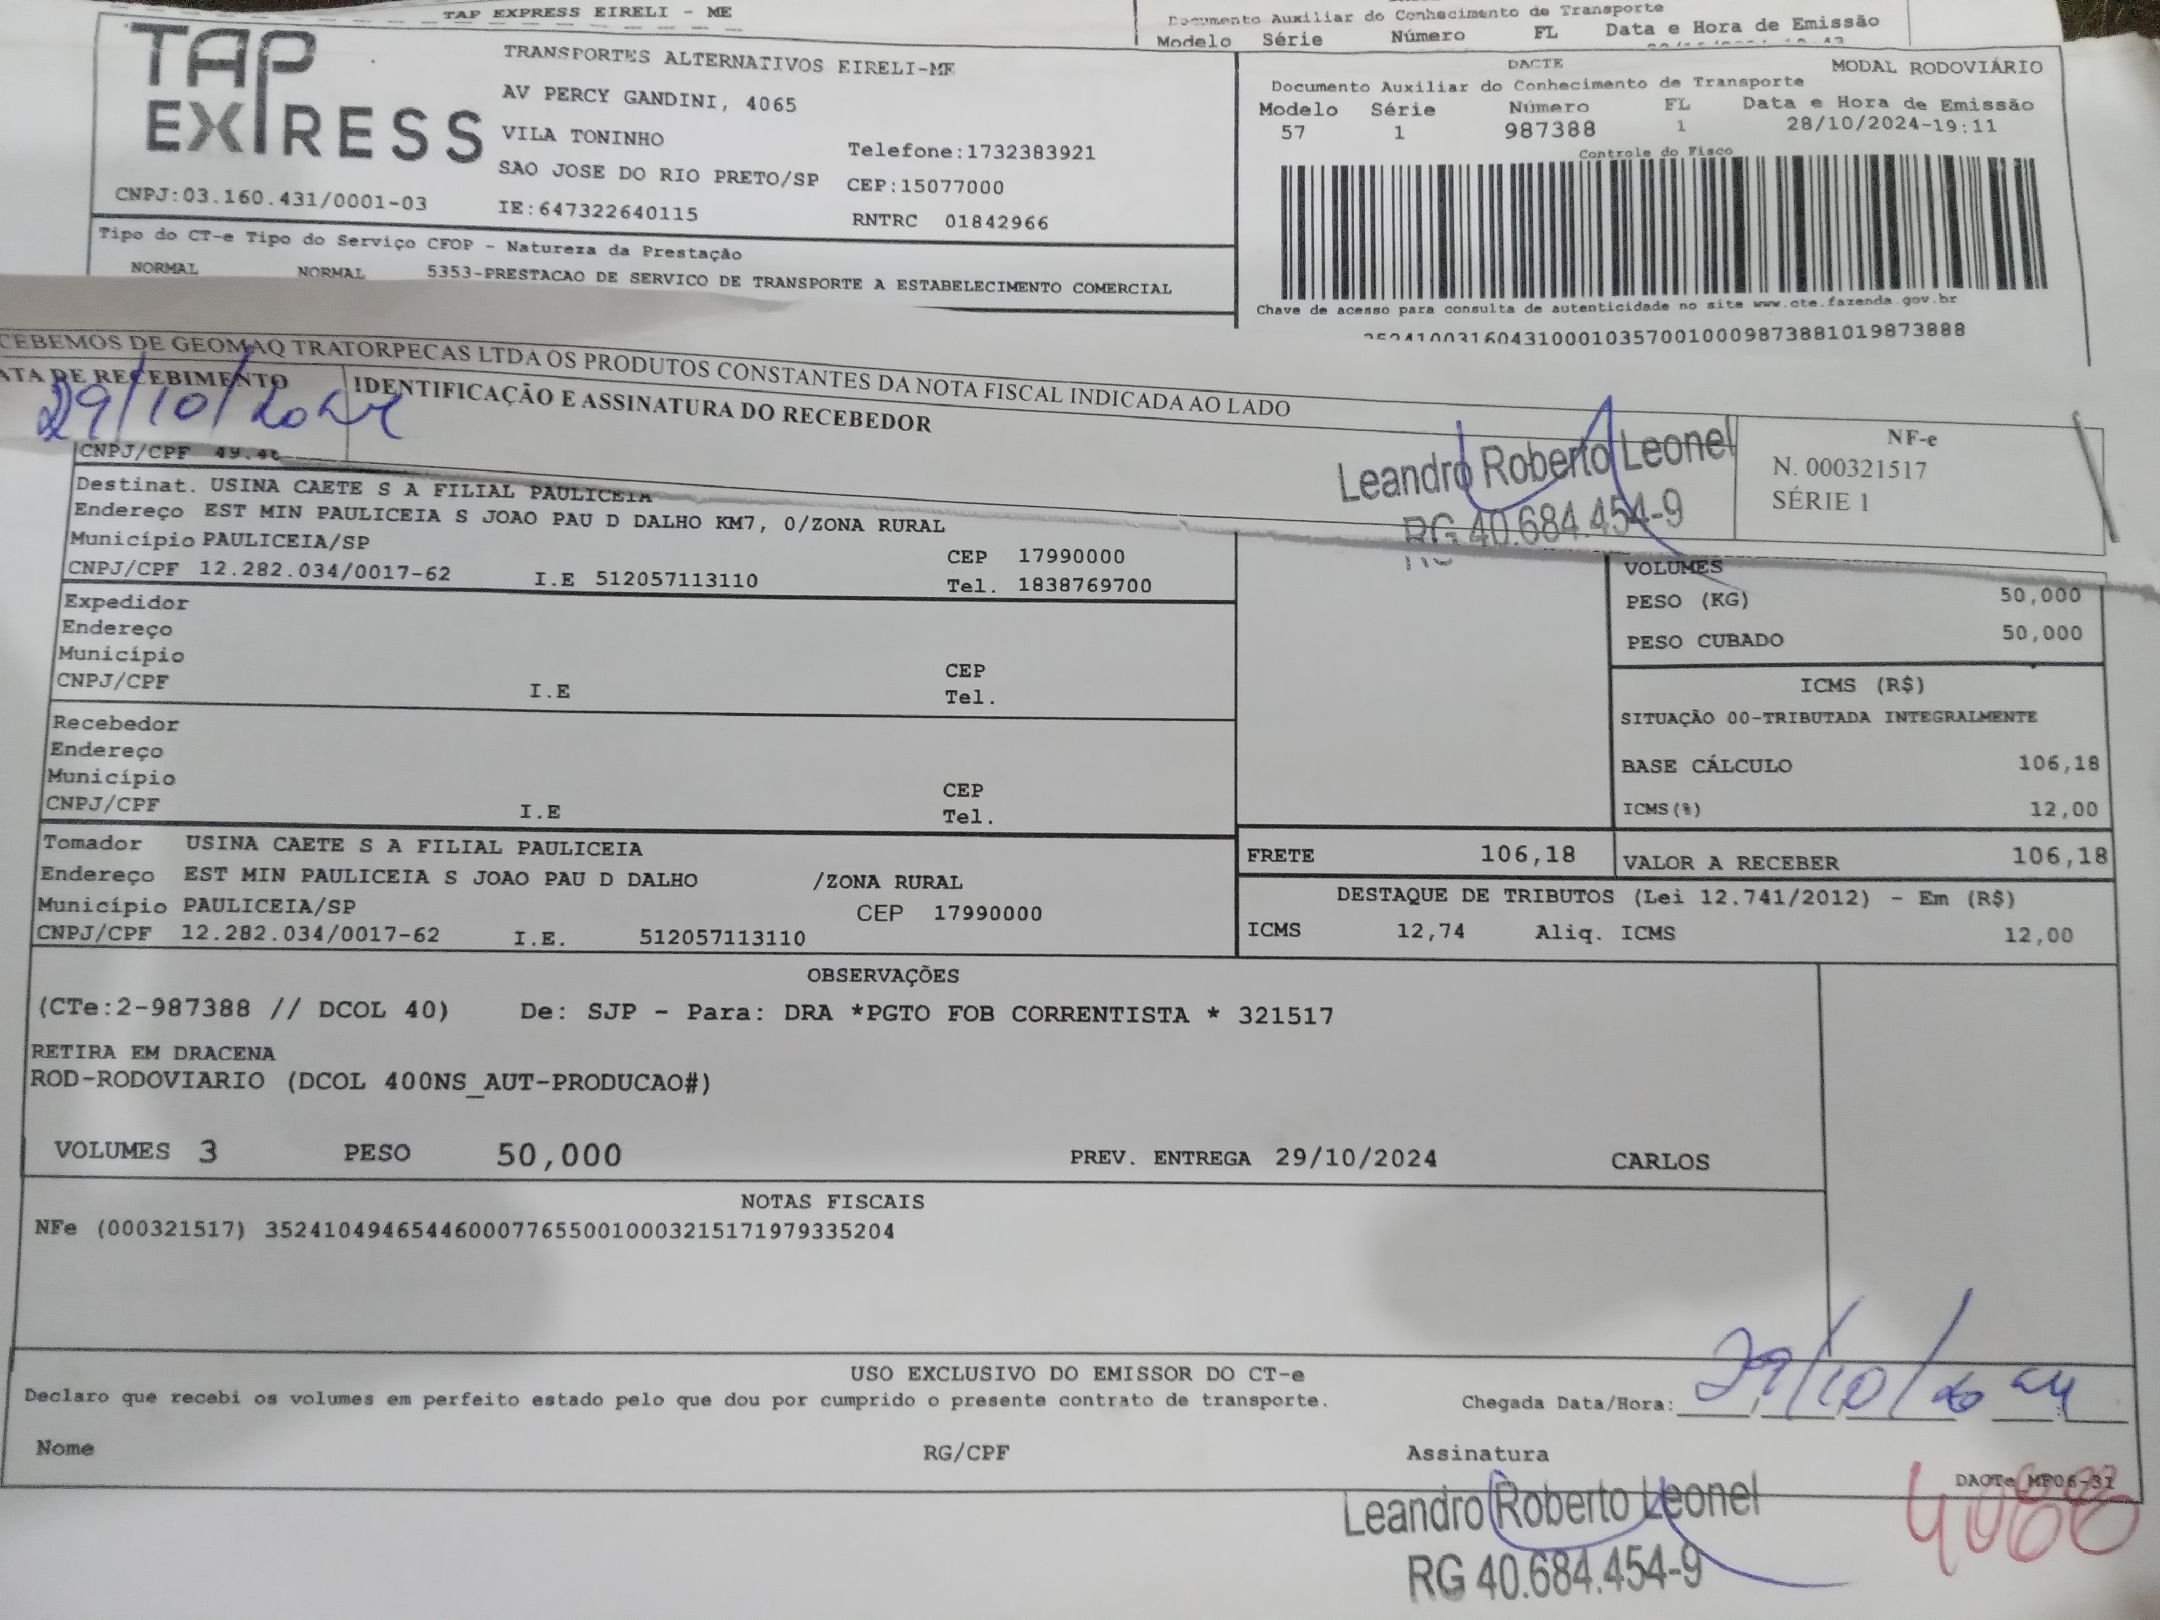 TAP EXPRESS EIRELI - ME
Documento Auxiliar do Conhecimento de Transporte
Modelo Série Número FL Data e Hora de Emissão
TAP EXPRESS
TRANSPORTES ALTERNATIVOS EIRELI-ME
AV PERCY GANDINI, 4065
VILA TONINHO Telefone:1732383921
SAO JOSE DO RIO PRETO/SP CEP:15077000
CNPJ:03.160.431/0001-03 IE:647322640115 RNTRC 01842966
Tipo do CT-e Tipo do Serviço CFOP - Natureza da Prestação
NORMAL NORMAL 5353-PRESTACAO DE SERVICO DE TRANSPORTE A ESTABELECIMENTO COMERCIAL
DACTE MODAL RODOVIÁRIO
Documento Auxiliar do Conhecimento de Transporte
Modelo Série Número FL Data e Hora de Emissão
57 1 987388 1 28/10/2024-19:11
Controle do Fisco
Chave de acesso para consulta de autenticidade no site www.cte.fazenda.gov.br
35241003160431000103570010009873881019873888
CEBEMOS DE GEOMAQ TRATORPECAS LTDA OS PRODUTOS CONSTANTES DA NOTA FISCAL INDICADA AO LADO
ATA DE RECEBIMENTO IDENTIFICAÇÃO E ASSINATURA DO RECEBEDOR
29/10/2024
Leandro Roberto Leonel
RG 40.684.454-9
NF-e
N. 000321517
SÉRIE 1
CNPJ/CPF
Destinat. USINA CAETE S A FILIAL PAULICEIA
Endereço EST MIN PAULICEIA S JOAO PAU D DALHO KM7, 0/ZONA RURAL
Município PAULICEIA/SP CEP 17990000
CNPJ/CPF 12.282.034/0017-62 I.E 512057113110 Tel. 1838769700
Expedidor
Endereço
Município CEP
CNPJ/CPF I.E Tel.
Recebedor
Endereço
Município CEP
CNPJ/CPF I.E Tel.
Tomador USINA CAETE S A FILIAL PAULICEIA
Endereço EST MIN PAULICEIA S JOAO PAU D DALHO /ZONA RURAL
Município PAULICEIA/SP CEP 17990000
CNPJ/CPF 12.282.034/0017-62 I.E. 512057113110
VOLUMES
PESO (KG) 50,000
PESO CUBADO 50,000
ICMS (R$)
SITUAÇÃO 00-TRIBUTADA INTEGRALMENTE
BASE CÁLCULO 106,18
ICMS(%) 12,00
FRETE 106,18 VALOR A RECEBER 106,18
DESTAQUE DE TRIBUTOS (Lei 12.741/2012) - Em (R$)
ICMS 12,74 Aliq. ICMS 12,00
OBSERVAÇÕES
(CTe:2-987388 // DCOL 40) De: SJP - Para: DRA *PGTO FOB CORRENTISTA * 321517
RETIRA EM DRACENA
ROD-RODOVIARIO (DCOL 400NS_AUT-PRODUCAO#)
VOLUMES 3 PESO 50,000 PREV. ENTREGA 29/10/2024 CARLOS
NOTAS FISCAIS
NFe (000321517) 35241049465446000776550010003215171979335204
USO EXCLUSIVO DO EMISSOR DO CT-e
Declaro que recebi os volumes em perfeito estado pelo que dou por cumprido o presente contrato de transporte. Chegada Data/Hora: 29/10/2024
Nome RG/CPF Assinatura
Leandro Roberto Leonel
RG 40.684.454-9